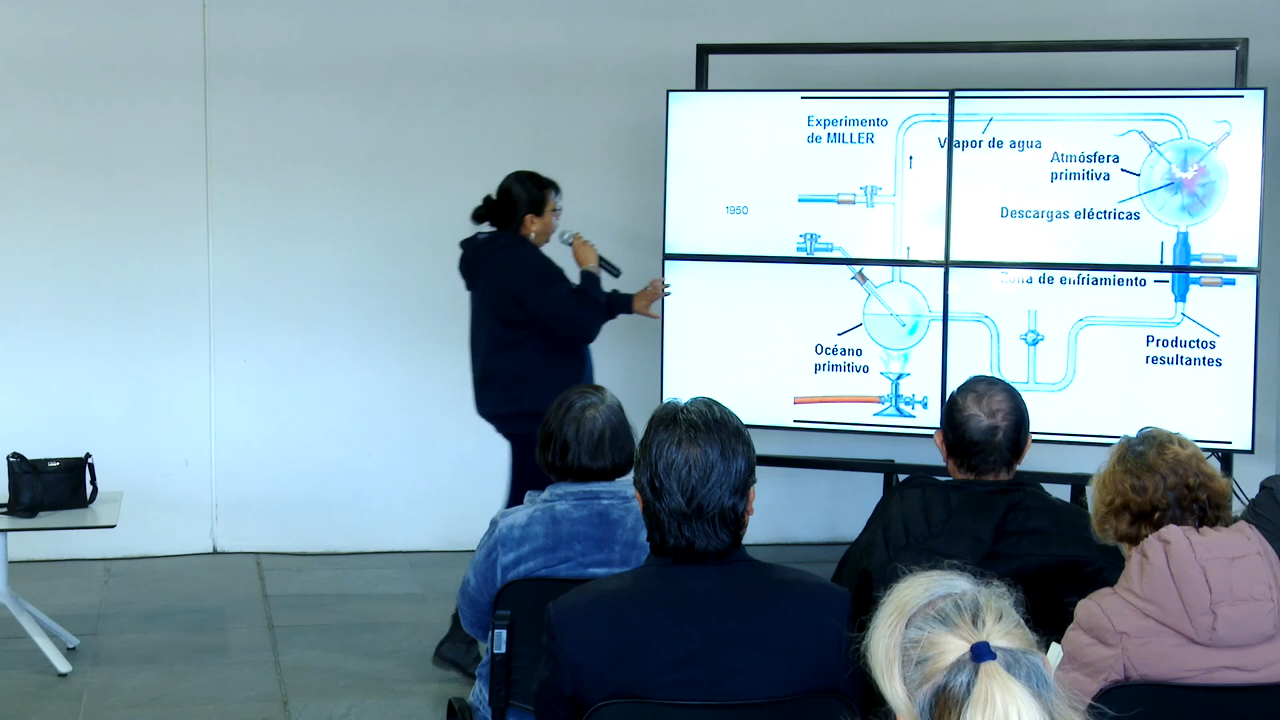 Experimento
de MILLER
Vapor de agua
Atmósfera
primitiva
1950
Descargas eléctricas
Zona de enfriamiento
Océano
primitivo
Productos
resultantes